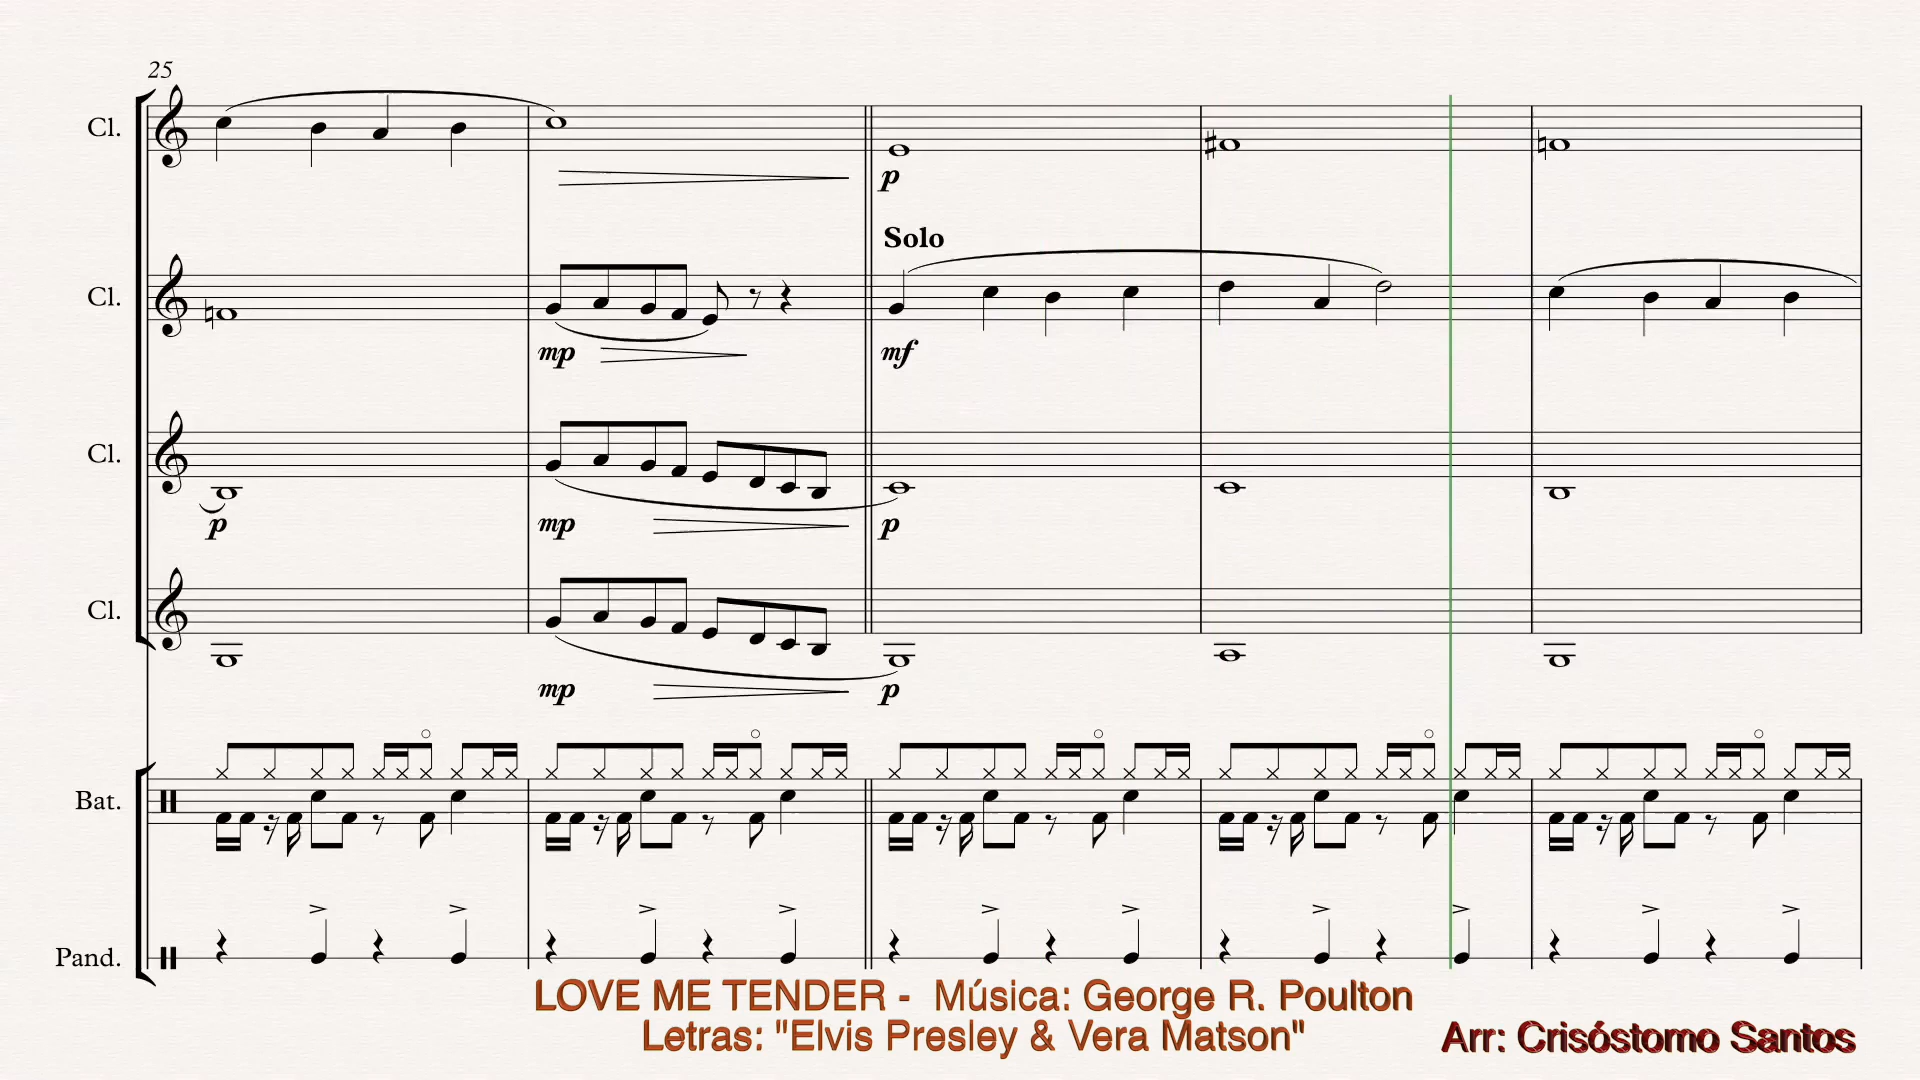 25
Cl.
p
Solo
Cl.
mp mf
Cl.
p mp p
Cl.
mp p
Bat.
Pand.
LOVE ME TENDER - Música: George R. Poulton
Letras: "Elvis Presley & Vera Matson"
Arr: Crisóstomo Santos